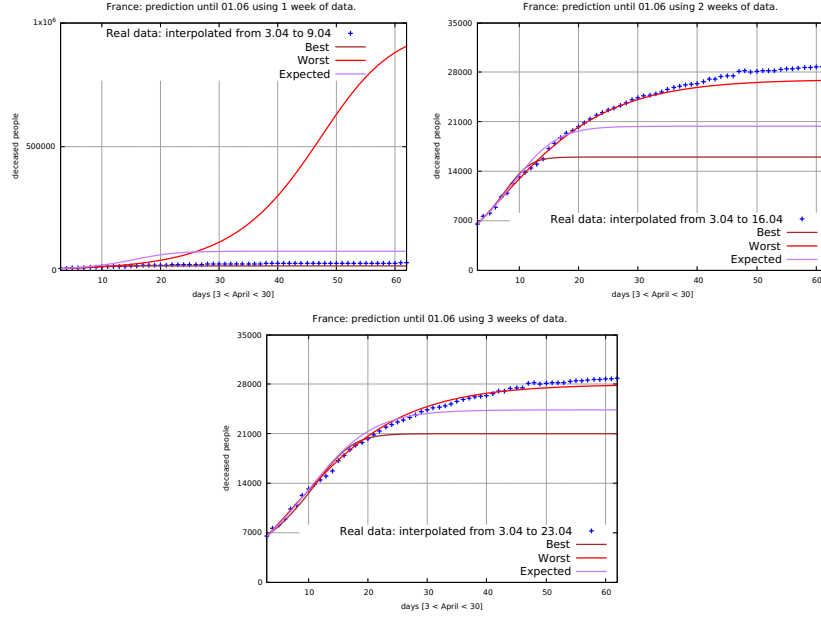 France: prediction until 01.06 using 1 week of data.
1x10^6
500000
0
10 20 30 40 50 60
deceased people
days [3 < April < 30]
Real data: interpolated from 3.04 to 9.04
Best
Worst
Expected
France: prediction until 01.06 using 2 weeks of data.
35000
28000
21000
14000
7000
0
10 20 30 40 50 60
deceased people
days [3 < April < 30]
Real data: interpolated from 3.04 to 16.04
Best
Worst
Expected
France: prediction until 01.06 using 3 weeks of data.
35000
28000
21000
14000
7000
0
10 20 30 40 50 60
deceased people
days [3 < April < 30]
Real data: interpolated from 3.04 to 23.04
Best
Worst
Expected